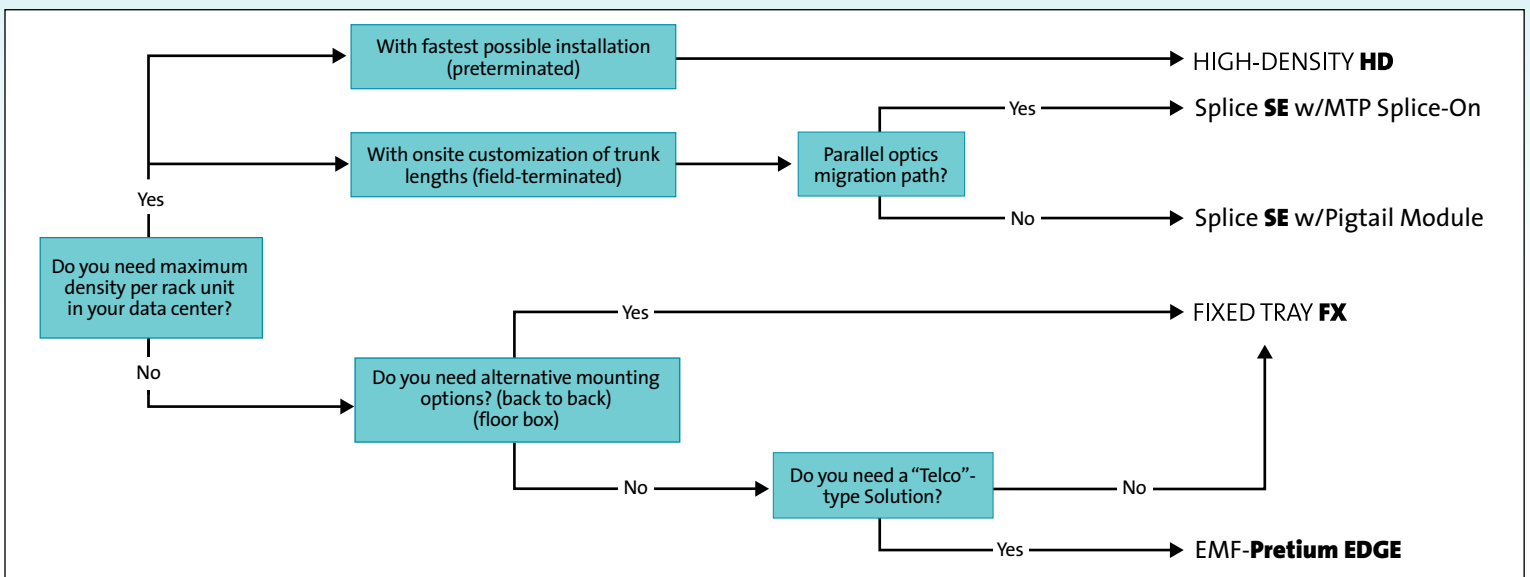 With fastest possible installation
(preterminated)
HIGH-DENSITY HD
Yes
Splice SE w/MTP Splice-On
With onsite customization of trunk
lengths (field-terminated)
Parallel optics
migration path?
Yes
No
Splice SE w/Pigtail Module
Do you need maximum
density per rack unit
in your data center?
Yes
FIXED TRAY FX
No
Do you need alternative mounting
options? (back to back)
(floor box)
No
Do you need a “Telco”-
type Solution?
No
Yes
EMF-Pretium EDGE